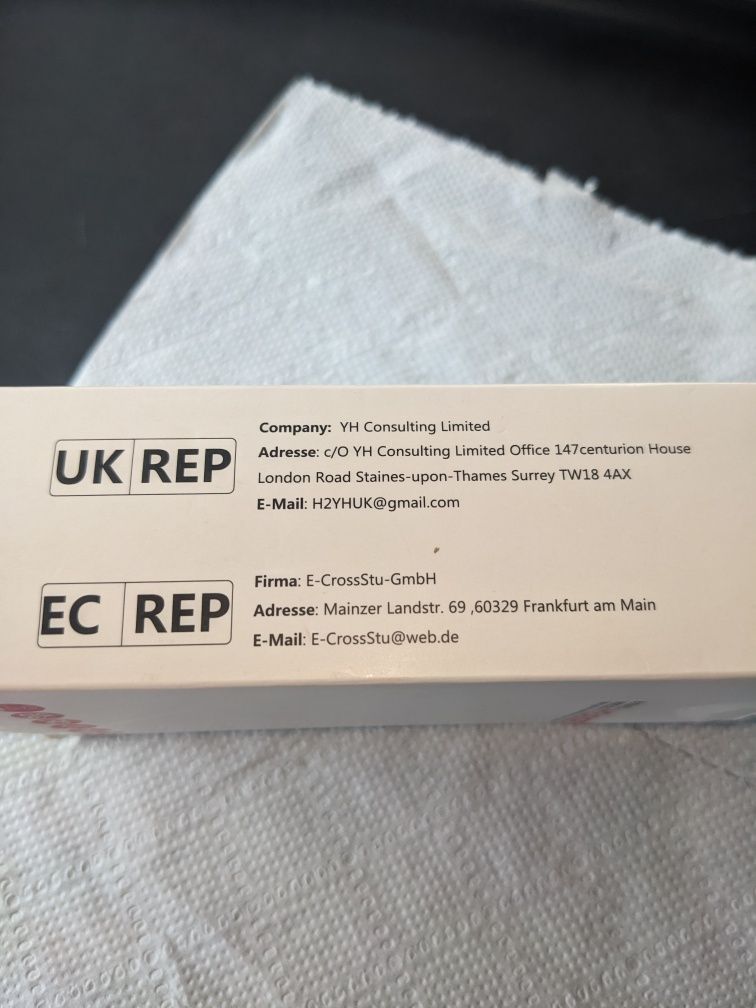 UK REP
Company: YH Consulting Limited
Adresse: c/O YH Consulting Limited Office 147centurion House
London Road Staines-upon-Thames Surrey TW18 4AX
E-Mail: H2YHUK@gmail.com
EC REP
Firma: E-CrossStu-GmbH
Adresse: Mainzer Landstr. 69 ,60329 Frankfurt am Main
E-Mail: E-CrossStu@web.de